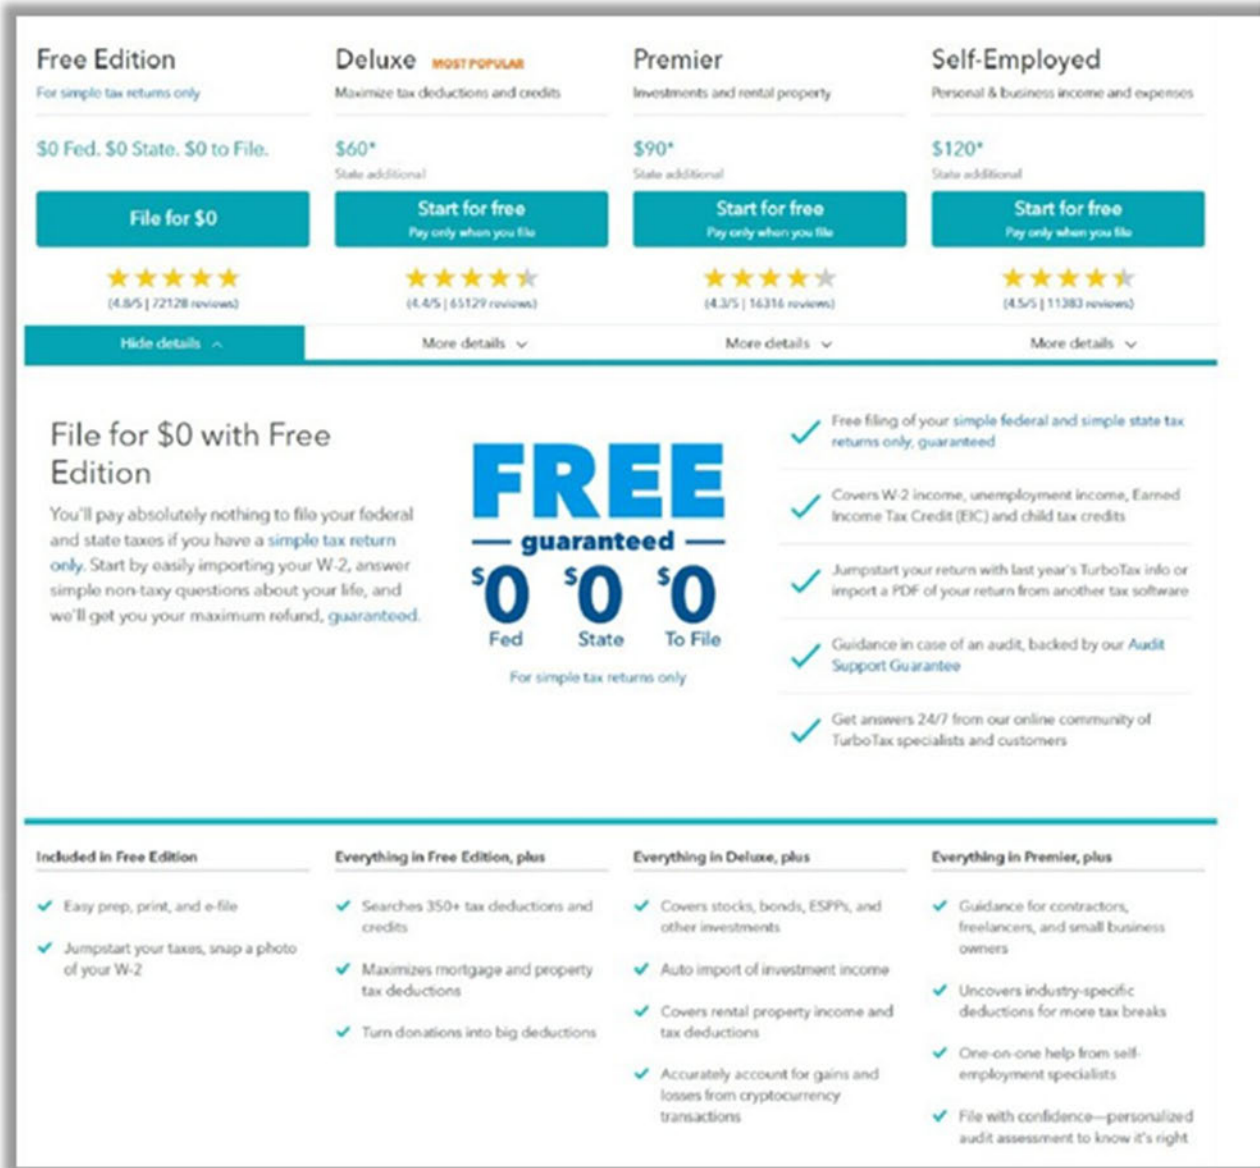 Free Edition
For simple tax returns only
$0 Fed. $0 State. $0 to File.
File for $0
(4.8/5 | 72128 reviews)
Hide details
Deluxe MOST POPULAR
Maximize tax deductions and credits
$60*
State additional
Start for free
Pay only when you file
(4.4/5 | 65129 reviews)
More details
Premier
Investments and rental property
$90*
State additional
Start for free
Pay only when you file
(4.3/5 | 16316 reviews)
More details
Self-Employed
Personal & business income and expenses
$120*
State additional
Start for free
Pay only when you file
(4.5/5 | 11383 reviews)
More details
File for $0 with Free
Edition
You'll pay absolutely nothing to file your federal
and state taxes if you have a simple tax return
only. Start by easily importing your W-2, answer
simple non-taxy questions about your life, and
we'll get you your maximum refund, guaranteed.
FREE
guaranteed
$0 $0 $0
Fed State To File
For simple tax returns only
Free filing of your simple federal and simple state tax
returns only, guaranteed
Covers W-2 income, unemployment income, Earned
Income Tax Credit (EIC) and child tax credits
Jumpstart your return with last year's TurboTax info or
import a PDF of your return from another tax software
Guidance in case of an audit, backed by our Audit
Support Guarantee
Get answers 24/7 from our online community of
TurboTax specialists and customers
Included in Free Edition
Easy prep, print, and e-file
Jumpstart your taxes, snap a photo
of your W-2
Everything in Free Edition, plus
Searches 350+ tax deductions and
credits
Maximizes mortgage and property
tax deductions
Turn donations into big deductions
Everything in Deluxe, plus
Covers stocks, bonds, ESPPs, and
other investments
Auto import of investment income
Covers rental property income and
tax deductions
Accurately account for gains and
losses from cryptocurrency
transactions
Everything in Premier, plus
Guidance for contractors,
freelancers, and small business
owners
Uncovers industry-specific
deductions for more tax breaks
One-on-one help from self-
employment specialists
File with confidence—personalized
audit assessment to know it's right